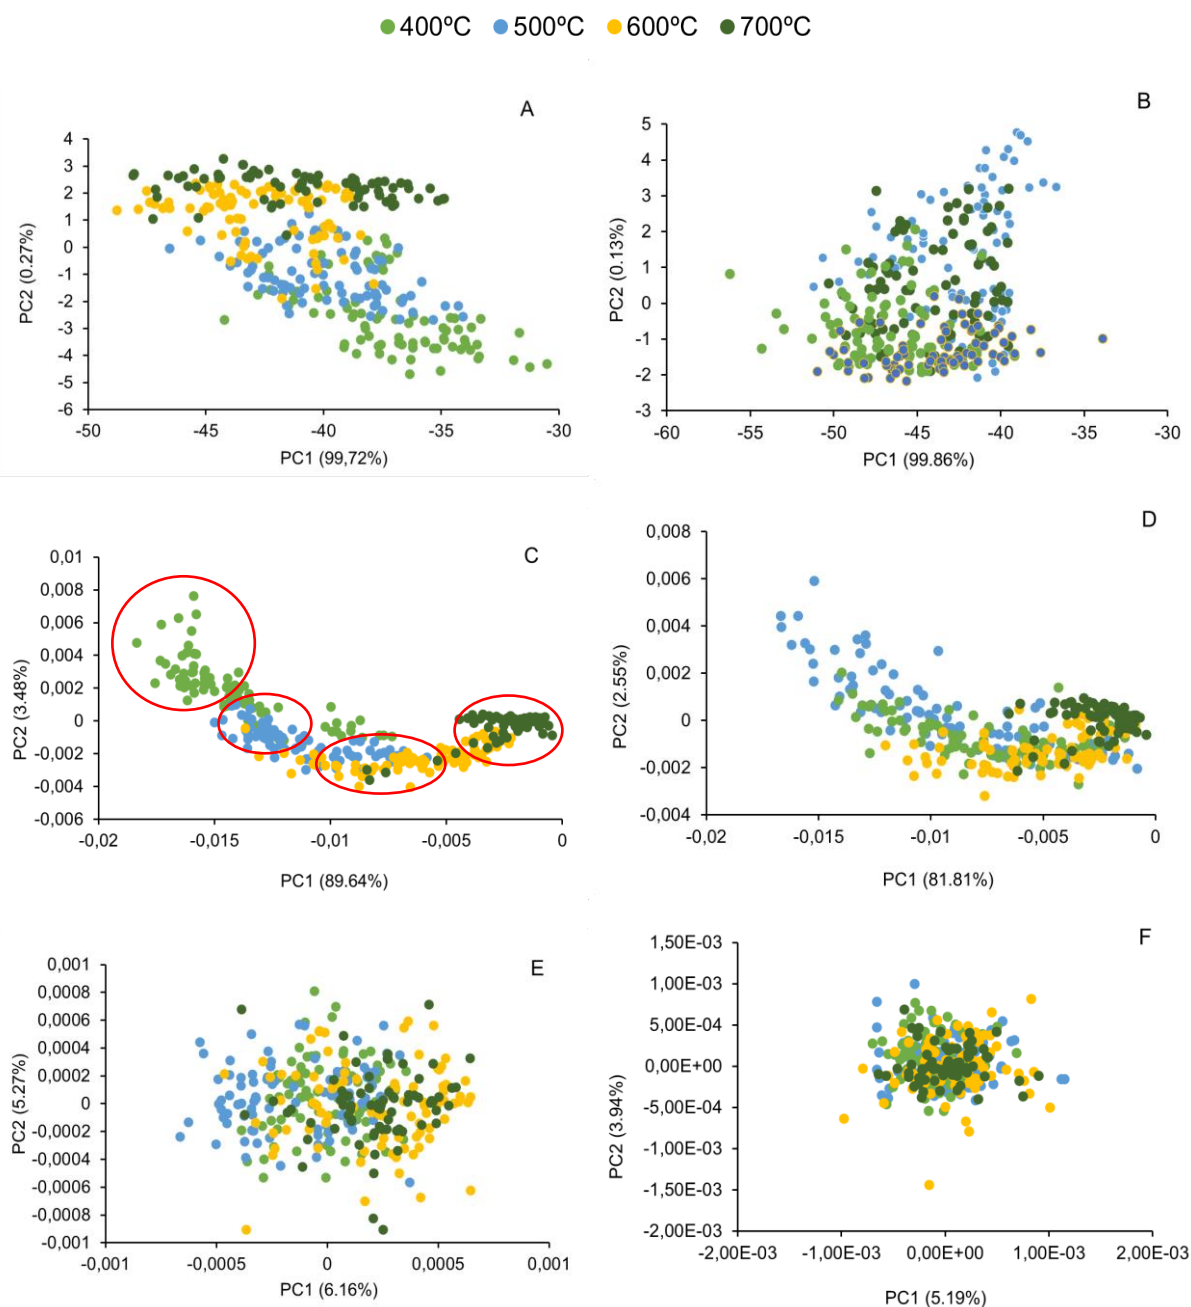 400ºC 500ºC 600ºC 700ºC
A
4
3
2
1
0
-1
-2
-3
-4
-5
-6
PC2 (0.27%)
-50 -45 -40 -35 -30
PC1 (99,72%)
B
5
4
3
2
1
0
-1
-2
-3
PC2 (0.13%)
-60 -55 -50 -45 -40 -35 -30
PC1 (99.86%)
C
0,01
0,008
0,006
0,004
0,002
0
-0,002
-0,004
-0,006
PC2 (3.48%)
-0,02 -0,015 -0,01 -0,005 0
PC1 (89.64%)
D
0,008
0,006
0,004
0,002
0
-0,002
-0,004
PC2 (2.55%)
-0,02 -0,015 -0,01 -0,005 0
PC1 (81.81%)
E
0,001
0,0008
0,0006
0,0004
0,0002
0
-0,0002
-0,0004
-0,0006
-0,0008
-0,001
PC2 (5.27%)
-0,001 -0,0005 0 0,0005 0,001
PC1 (6.16%)
F
1,50E-03
1,00E-03
5,00E-04
0,00E+00
-5,00E-04
-1,00E-03
-1,50E-03
-2,00E-03
PC2 (3.94%)
-2,00E-03 -1,00E-03 0,00E+00 1,00E-03 2,00E-03
PC1 (5.19%)